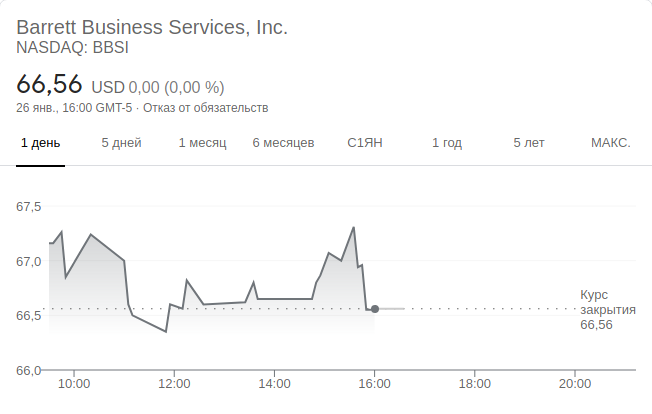 Barrett Business Services, Inc.
NASDAQ: BBSI
66,56 USD 0,00 (0,00 %)
26 янв., 16:00 GMT-5 · Отказ от обязательств
1 день 5 дней 1 месяц 6 месяцев С1ЯН 1 год 5 лет МАКС.
67,5
67,0
66,5
66,0
Курс
закрытия
66,56
10:00 12:00 14:00 16:00 18:00 20:00